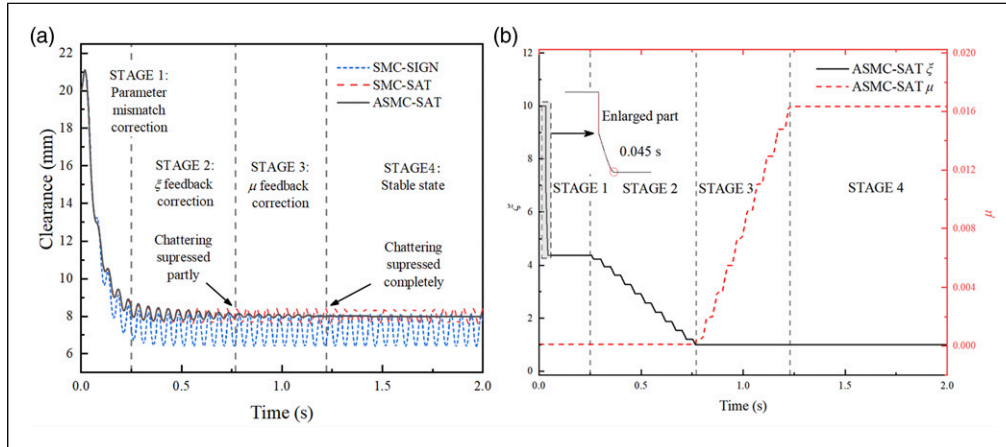 (a)
22
20
18
16
14
12
10
8
6
Clearance (mm)
STAGE 1:
Parameter
mismatch
correction
SMC-SIGN
SMC-SAT
ASMC-SAT
STAGE 2:
ξ feedback
correction
STAGE 3:
μ feedback
correction
STAGE4:
Stable state
Chattering
supressed
partly
Chattering
supressed
completely
0.0 0.5 1.0 1.5 2.0
Time (s)
(b)
12
10
8
6
4
2
0
ξ
ASMC-SAT ξ
ASMC-SAT μ
Enlarged part
0.045 s
STAGE 1 STAGE 2 STAGE 3 STAGE 4
0.020
0.016
0.012
0.008
0.004
0.000
μ
0.0 0.5 1.0 1.5 2.0
Time (s)